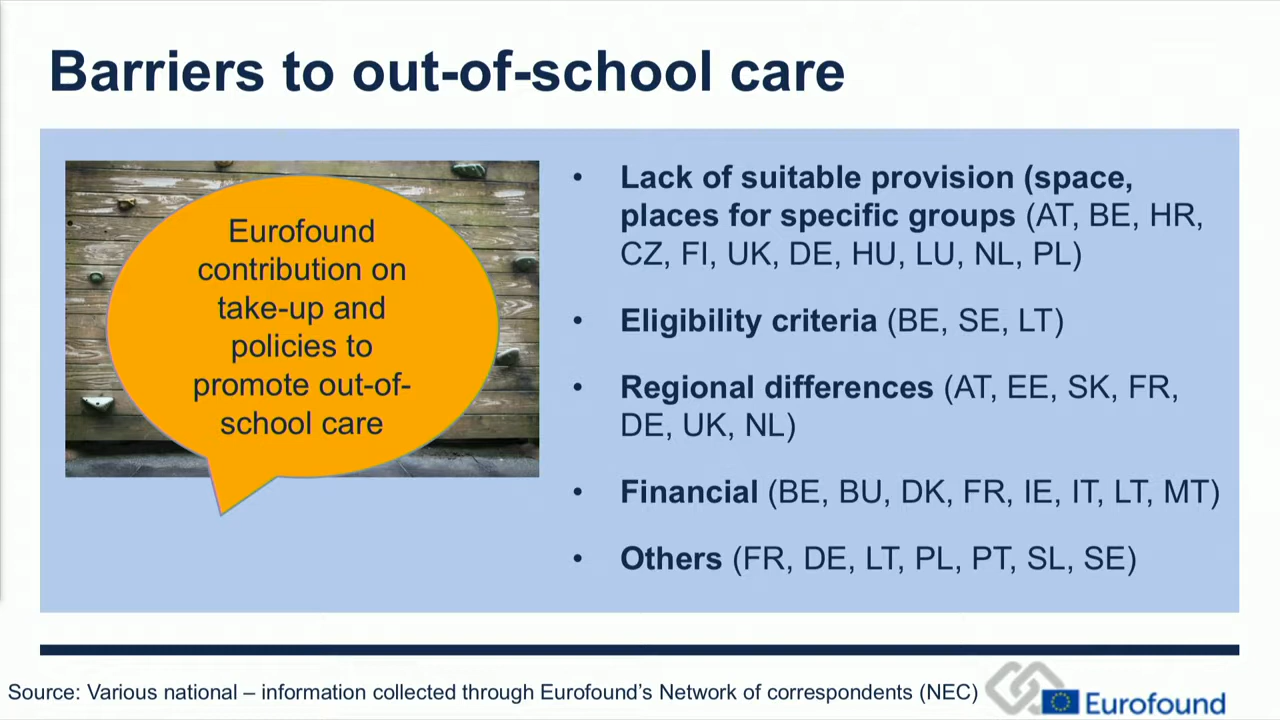 Barriers to out-of-school care
Eurofound
contribution on
take-up and
policies to
promote out-of-
school care
• Lack of suitable provision (space,
places for specific groups (AT, BE, HR,
CZ, FI, UK, DE, HU, LU, NL, PL)
• Eligibility criteria (BE, SE, LT)
• Regional differences (AT, EE, SK, FR,
DE, UK, NL)
• Financial (BE, BU, DK, FR, IE, IT, LT, MT)
• Others (FR, DE, LT, PL, PT, SL, SE)
Source: Various national – information collected through Eurofound’s Network of correspondents (NEC)
Eurofound